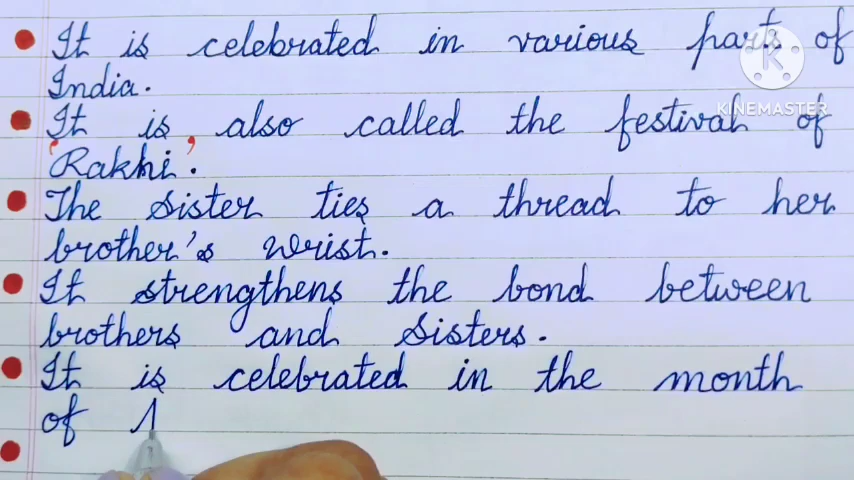 It is celebrated in various parts of
India.
It is also called the festival of
'Rakhi'.
The sister ties a thread to her
brother's wrist.
It strengthens the bond between
brothers and sisters.
It is celebrated in the month
of
KINEMASTER